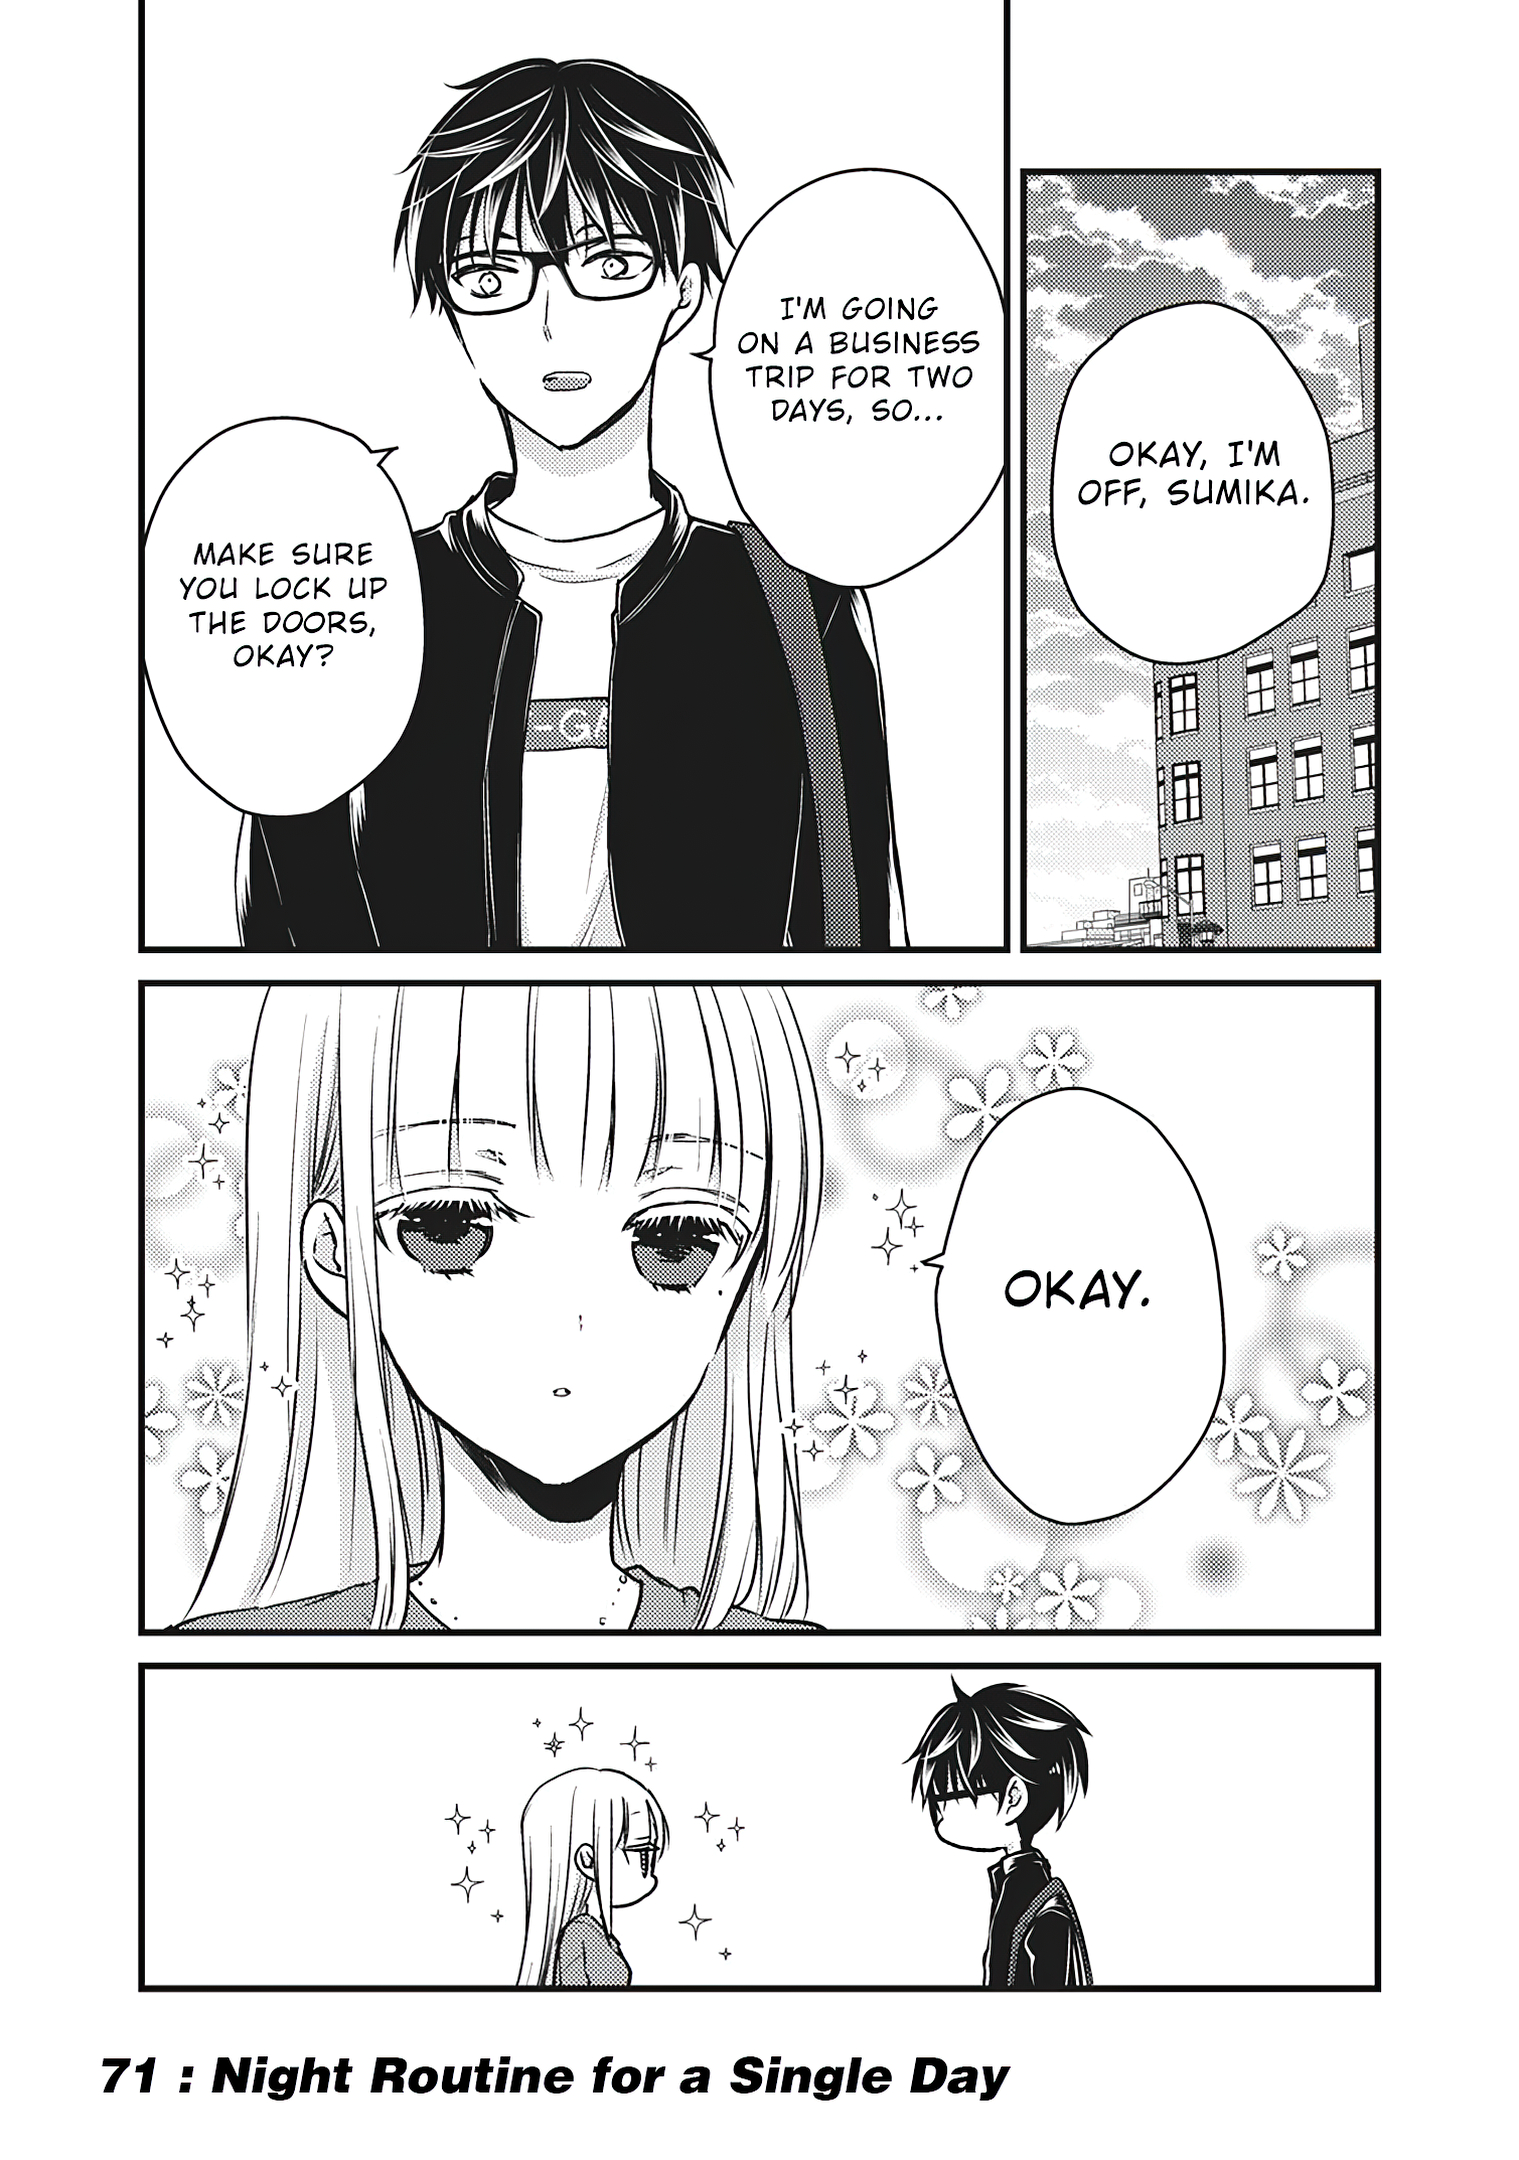 OKAY, I'M
OFF, SUMIKA.
I'M GOING
ON A BUSINESS
TRIP FOR TWO
DAYS, SO...
MAKE SURE
YOU LOCK UP
THE DOORS,
OKAY?
-GA
OKAY.
71 : Night Routine for a Single Day